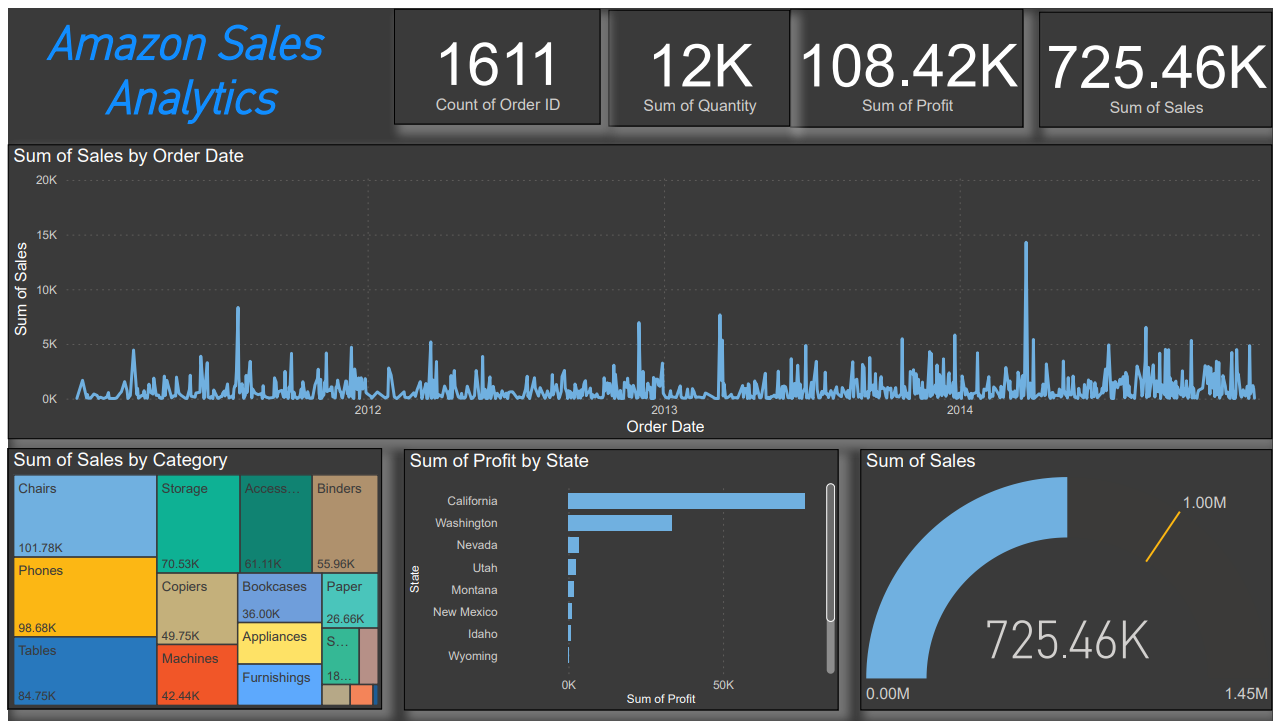 Amazon Sales
Analytics
1611
Count of Order ID
12K
Sum of Quantity
108.42K
Sum of Profit
725.46K
Sum of Sales
Sum of Sales by Order Date
Sum of Sales
20K
15K
10K
5K
0K
2012
2013
2014
Order Date
Sum of Sales by Category
Chairs
101.78K
Phones
98.68K
Tables
84.75K
Storage
70.53K
Access...
61.11K
Binders
55.96K
Copiers
49.75K
Machines
42.44K
Bookcases
36.00K
Appliances
Furnishings
Paper
26.66K
S...
18...
Sum of Profit by State
State
California
Washington
Nevada
Utah
Montana
New Mexico
Idaho
Wyoming
0K
50K
Sum of Profit
Sum of Sales
1.00M
725.46K
0.00M
1.45M